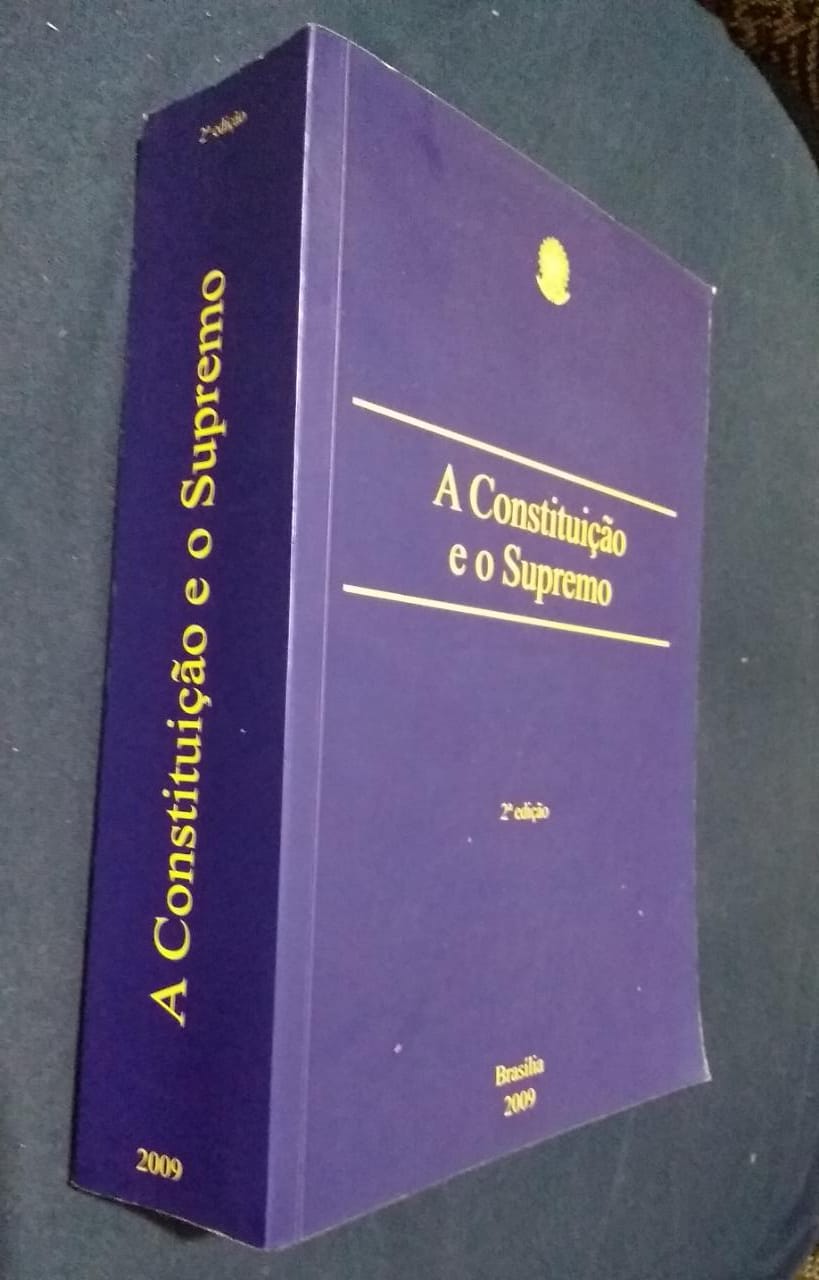 2ª edição
A Constituição e o Supremo
2009
A Constituição
e o Supremo
2ª edição
Brasília
2009